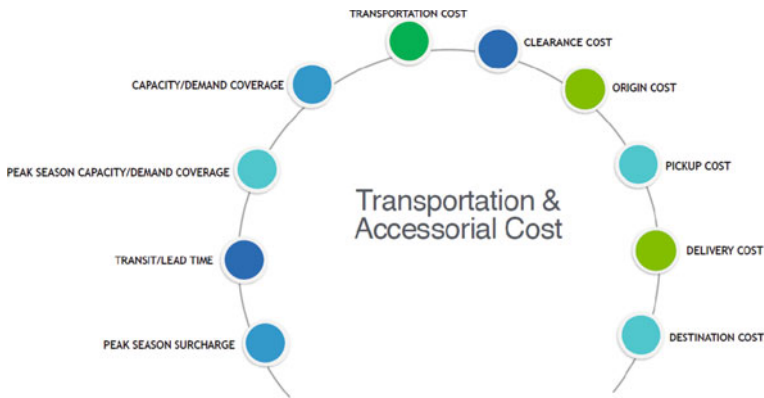 TRANSPORTATION COST
CLEARANCE COST
CAPACITY/DEMAND COVERAGE
ORIGIN COST
PEAK SEASON CAPACITY/DEMAND COVERAGE
PICKUP COST
Transportation &
Accessorial Cost
TRANSIT/LEAD TIME
DELIVERY COST
PEAK SEASON SURCHARGE
DESTINATION COST